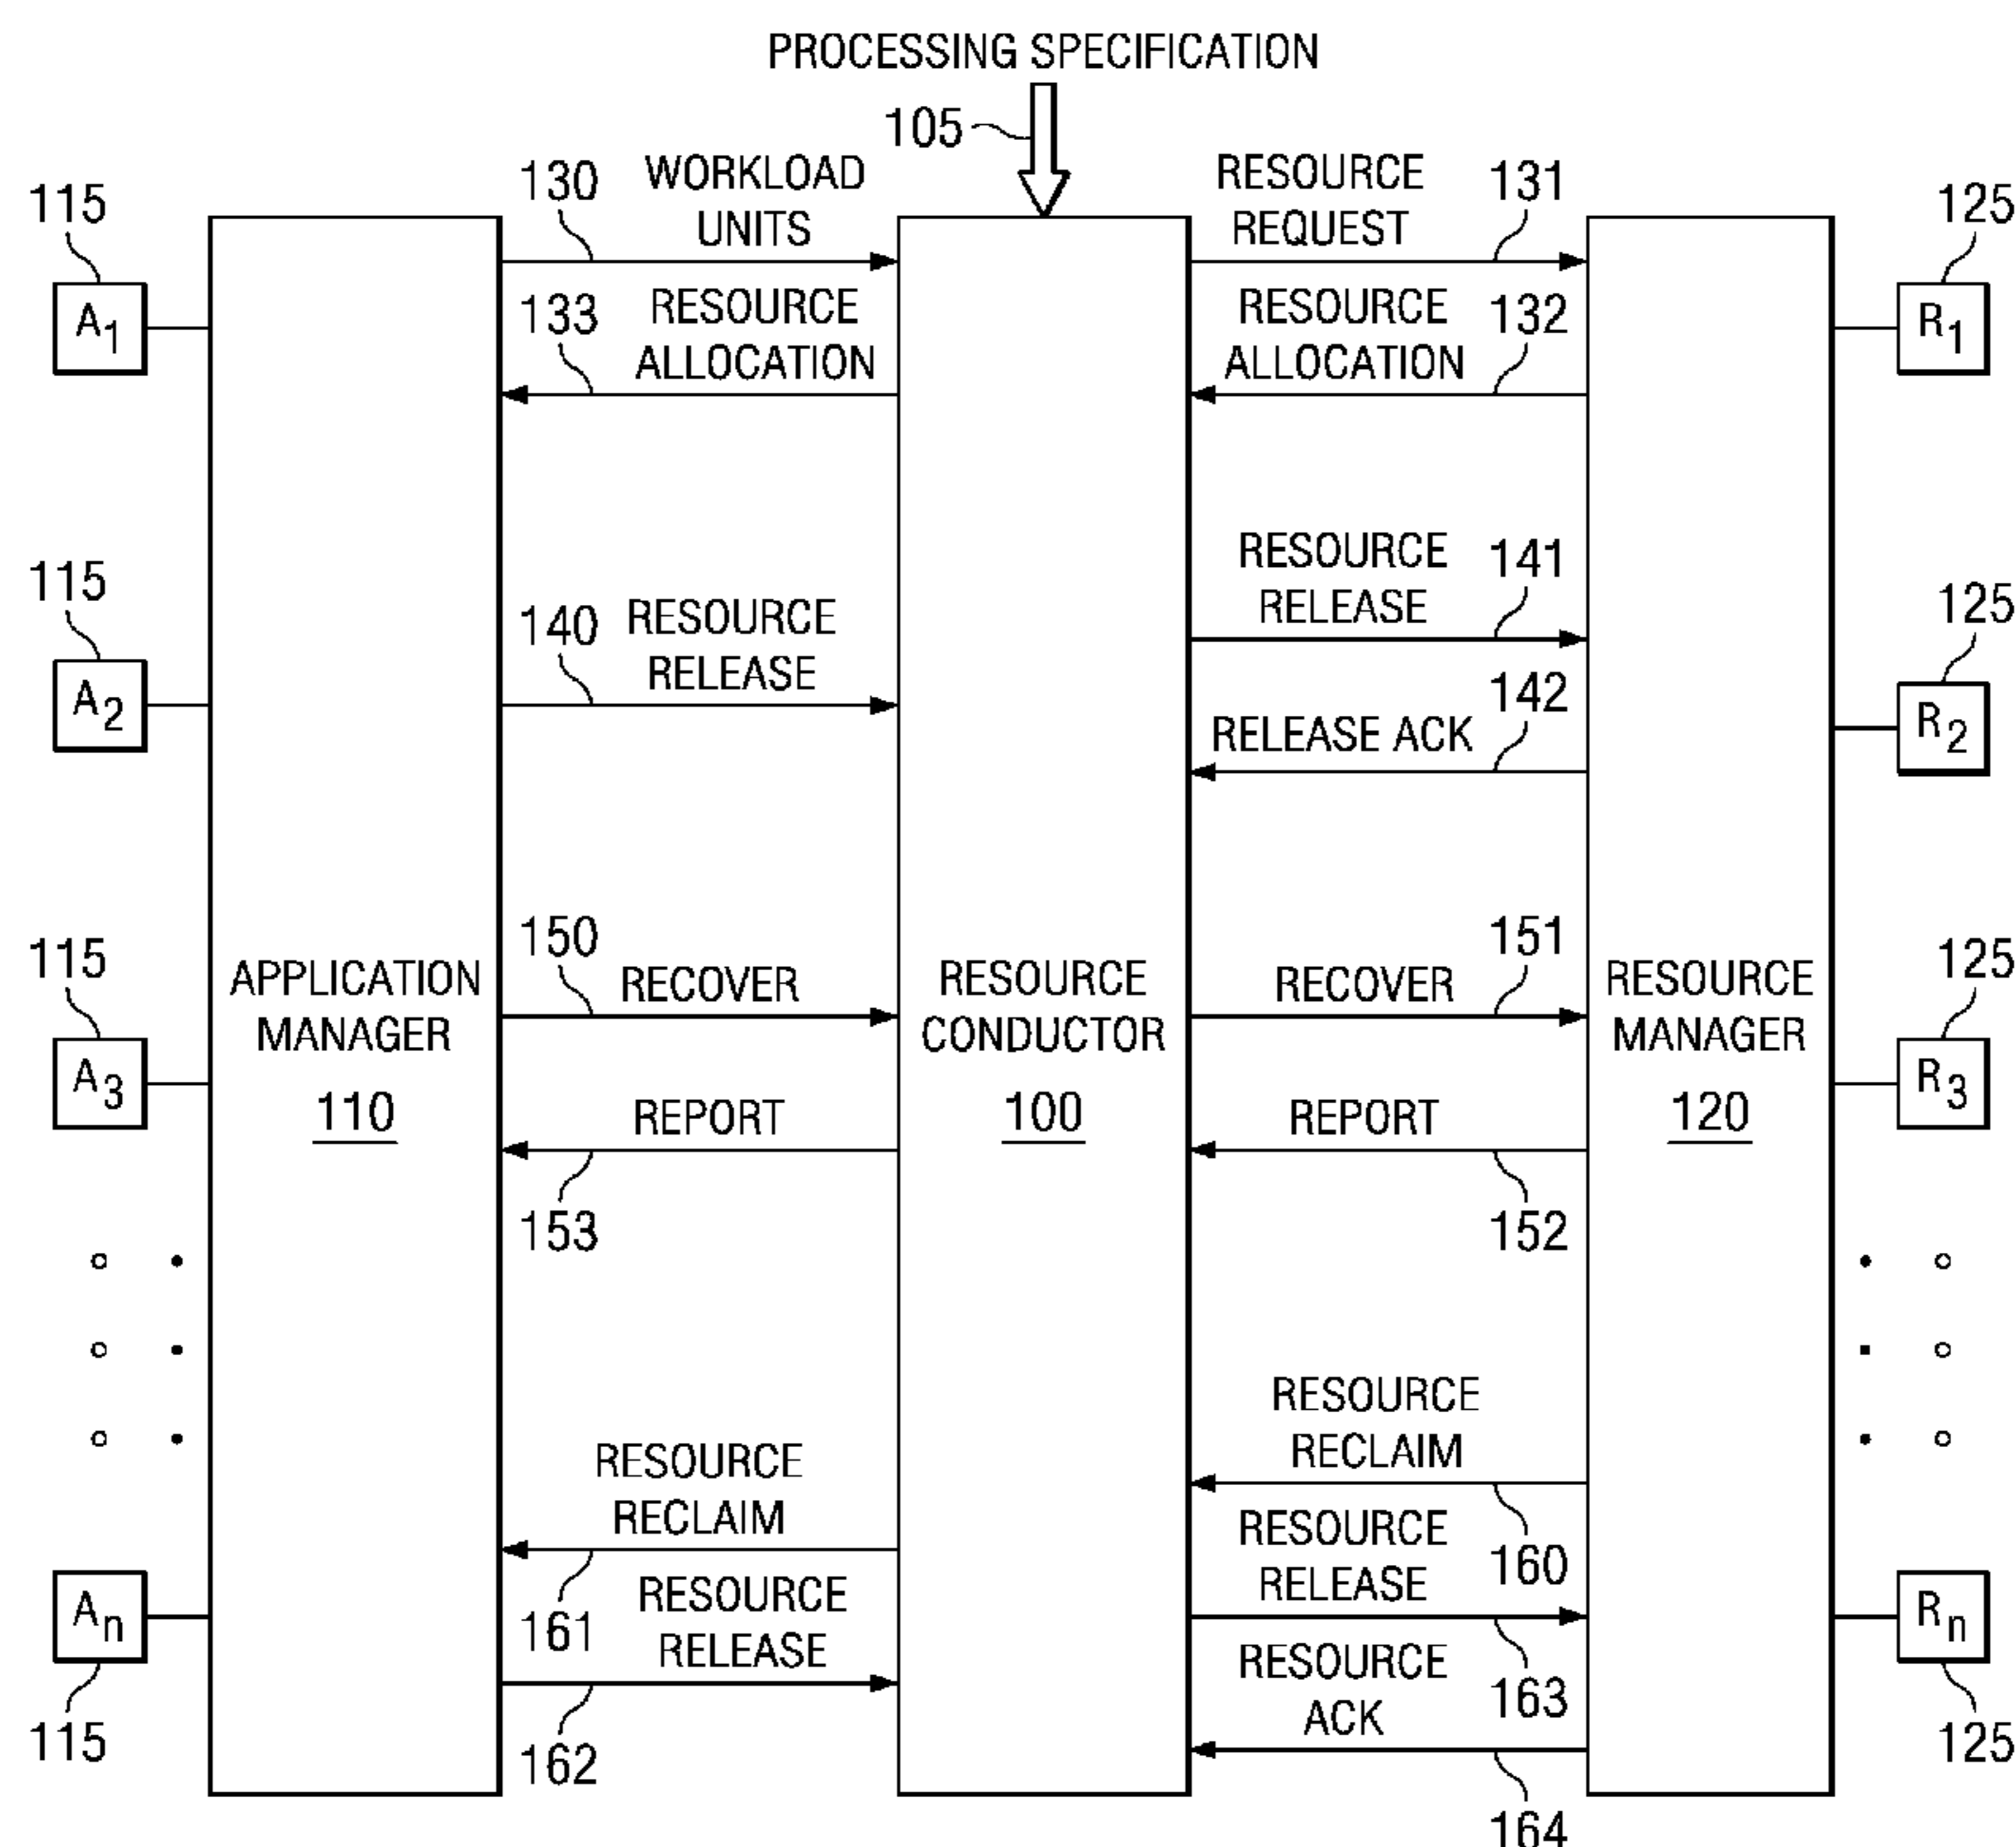 PROCESSING SPECIFICATION
105
130
WORKLOAD
UNITS
RESOURCE
REQUEST
131
115
125
A1
R1
133
RESOURCE
ALLOCATION
RESOURCE
ALLOCATION
132
RESOURCE
RELEASE
141
115
125
140
RESOURCE
RELEASE
A2
R2
RELEASE ACK
142
150
RECOVER
RECOVER
151
115
125
APPLICATION
MANAGER
110
RESOURCE
CONDUCTOR
100
RESOURCE
MANAGER
120
A3
R3
REPORT
153
REPORT
152
RESOURCE
RECLAIM
160
RESOURCE
RECLAIM
161
RESOURCE
RELEASE
163
An
115
Rn
125
RESOURCE
RELEASE
162
RESOURCE
ACK
164